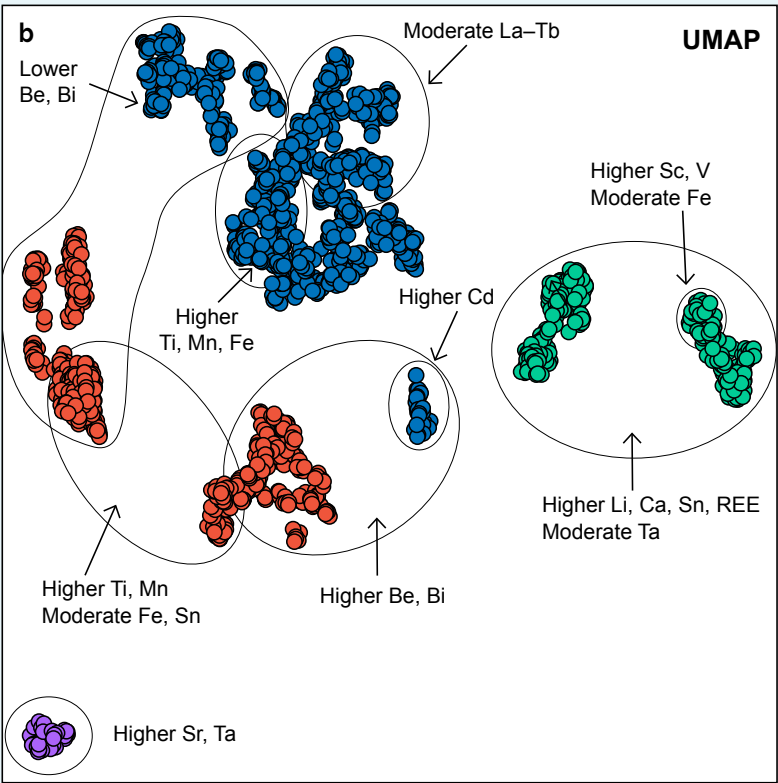 b
UMAP
Moderate La–Tb
Lower
Be, Bi
Higher Sc, V
Moderate Fe
Higher
Ti, Mn, Fe
Higher Cd
Higher Li, Ca, Sn, REE
Moderate Ta
Higher Ti, Mn
Moderate Fe, Sn
Higher Be, Bi
Higher Sr, Ta